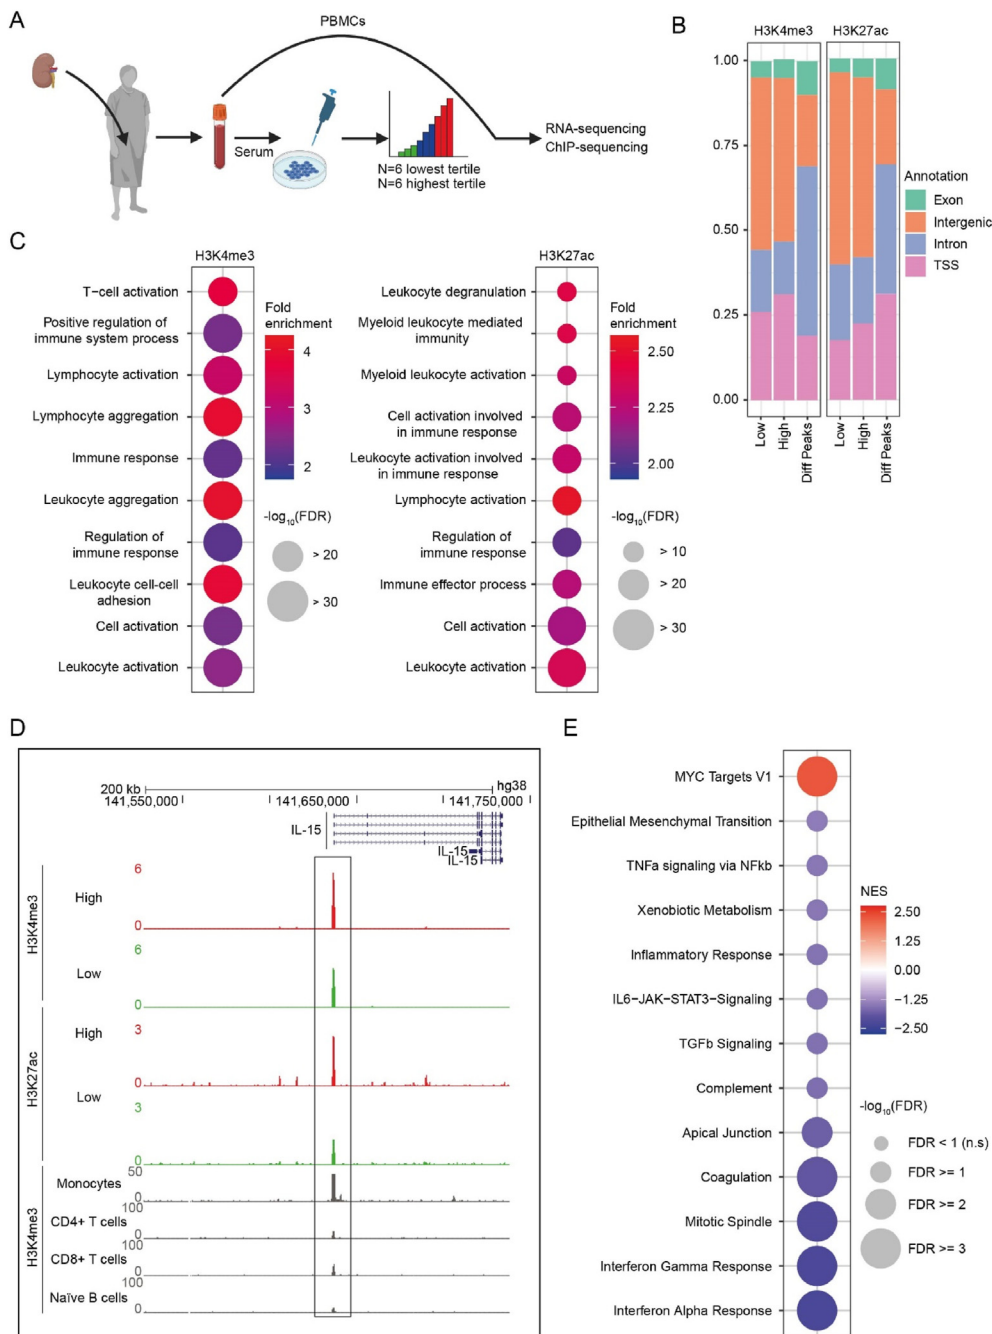 A
PBMCs
Serum
N=6 lowest tertile
N=6 highest tertile
RNA-sequencing
ChIP-sequencing
B
H3K4me3
H3K27ac
1.00
0.75
0.50
0.25
0.00
Low
High
Diff Peaks
Low
High
Diff Peaks
Annotation
Exon
Intergenic
Intron
TSS
C
H3K4me3
T-cell activation
Positive regulation of
immune system process
Lymphocyte activation
Lymphocyte aggregation
Immune response
Leukocyte aggregation
Regulation of
immune response
Leukocyte cell-cell
adhesion
Cell activation
Leukocyte activation
Fold
enrichment
4
3
2
-log10(FDR)
> 20
> 30
H3K27ac
Leukocyte degranulation
Myeloid leukocyte mediated
immunity
Myeloid leukocyte activation
Cell activation involved
in immune response
Leukocyte activation involved
in immune response
Lymphocyte activation
Regulation of
immune response
Immune effector process
Cell activation
Leukocyte activation
Fold
enrichment
2.50
2.25
2.00
-log10(FDR)
> 10
> 20
> 30
D
200 kb
hg38
141,550,000
141,650,000
141,750,000
IL-15
IL-15
IL-15
H3K4me3
High
6
0
Low
6
0
H3K27ac
High
3
0
Low
3
0
H3K4me3
Monocytes
50
0
CD4+ T cells
100
0
CD8+ T cells
100
0
Naïve B cells
100
0
E
MYC Targets V1
Epithelial Mesenchymal Transition
TNFa signaling via NFkb
Xenobiotic Metabolism
Inflammatory Response
IL6-JAK-STAT3-Signaling
TGFb Signaling
Complement
Apical Junction
Coagulation
Mitotic Spindle
Interferon Gamma Response
Interferon Alpha Response
NES
2.50
1.25
0.00
-1.25
-2.50
-log10(FDR)
FDR < 1 (n.s)
FDR >= 1
FDR >= 2
FDR >= 3